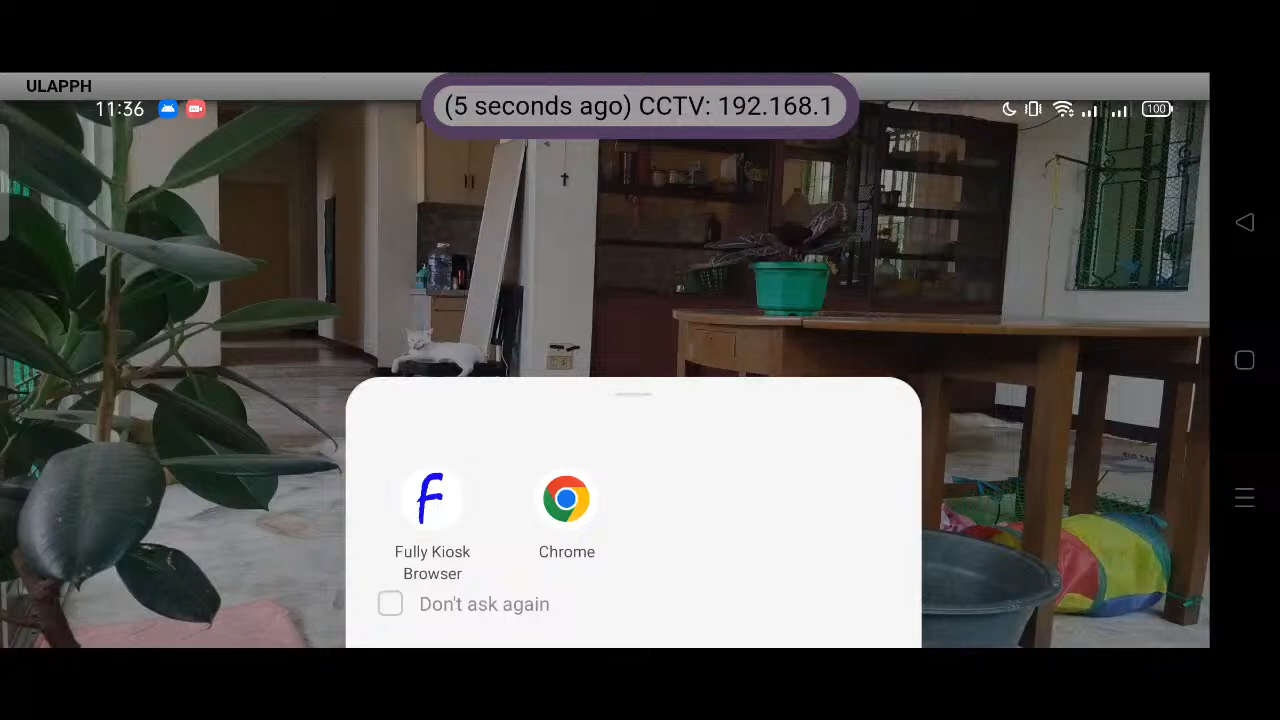 ULAPPH
11:36
(5 seconds ago) CCTV: 192.168.1
100
Fully Kiosk
Browser
Chrome
Don't ask again